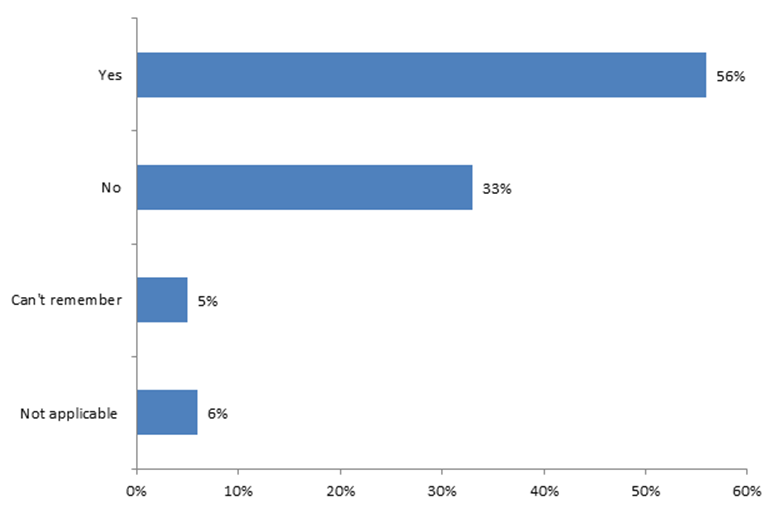 Yes 56%
No 33%
Can't remember 5%
Not applicable 6%
0% 10% 20% 30% 40% 50% 60%